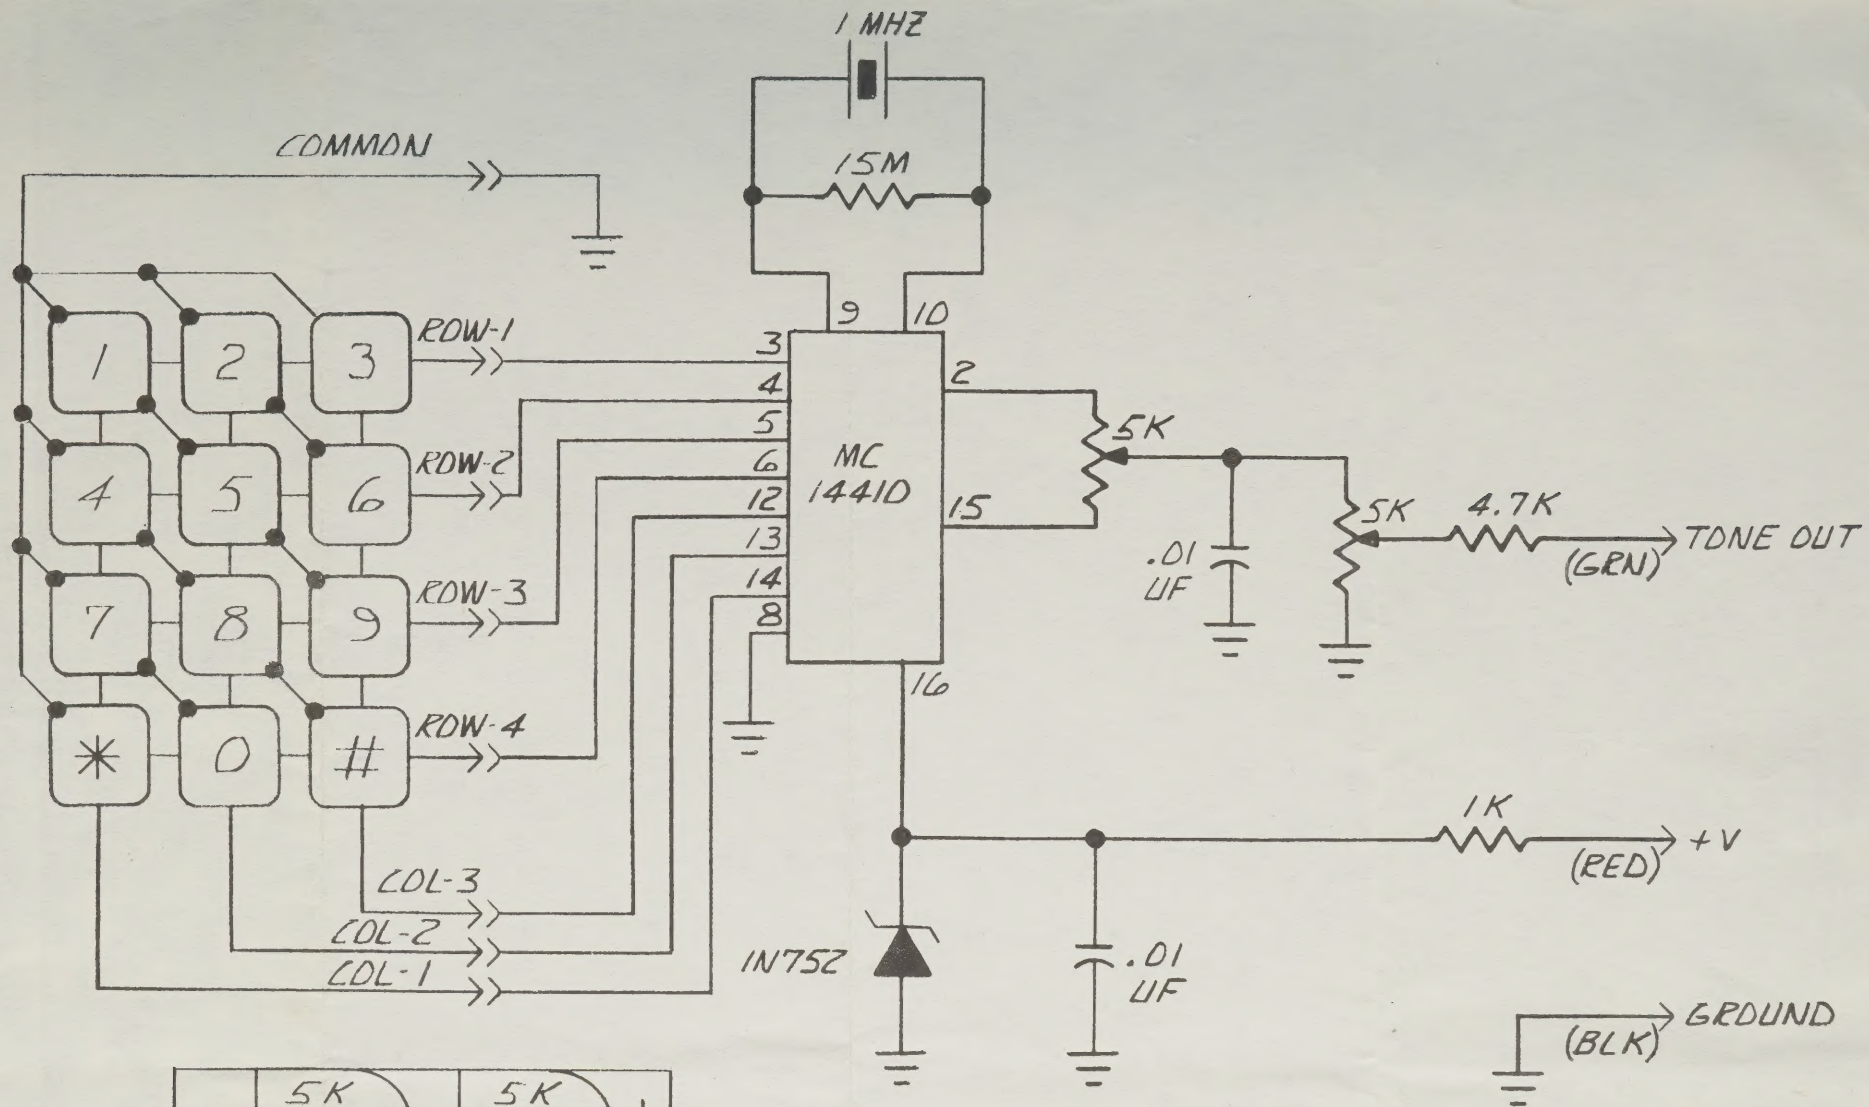 1 MHZ
COMMON
15M
9 10
1 2 3 ROW-1
4 5 6 ROW-2
7 8 9 ROW-3
* 0 # ROW-4
3
4
5
6
12
13
14
8
MC
14410
2
15
16
5K
.01
UF
5K
4.7K
TONE OUT
(GRN)
1K
+V
(RED)
COL-3
COL-2
COL-1
1N752
.01
UF
GROUND
(BLK)
5K 5K